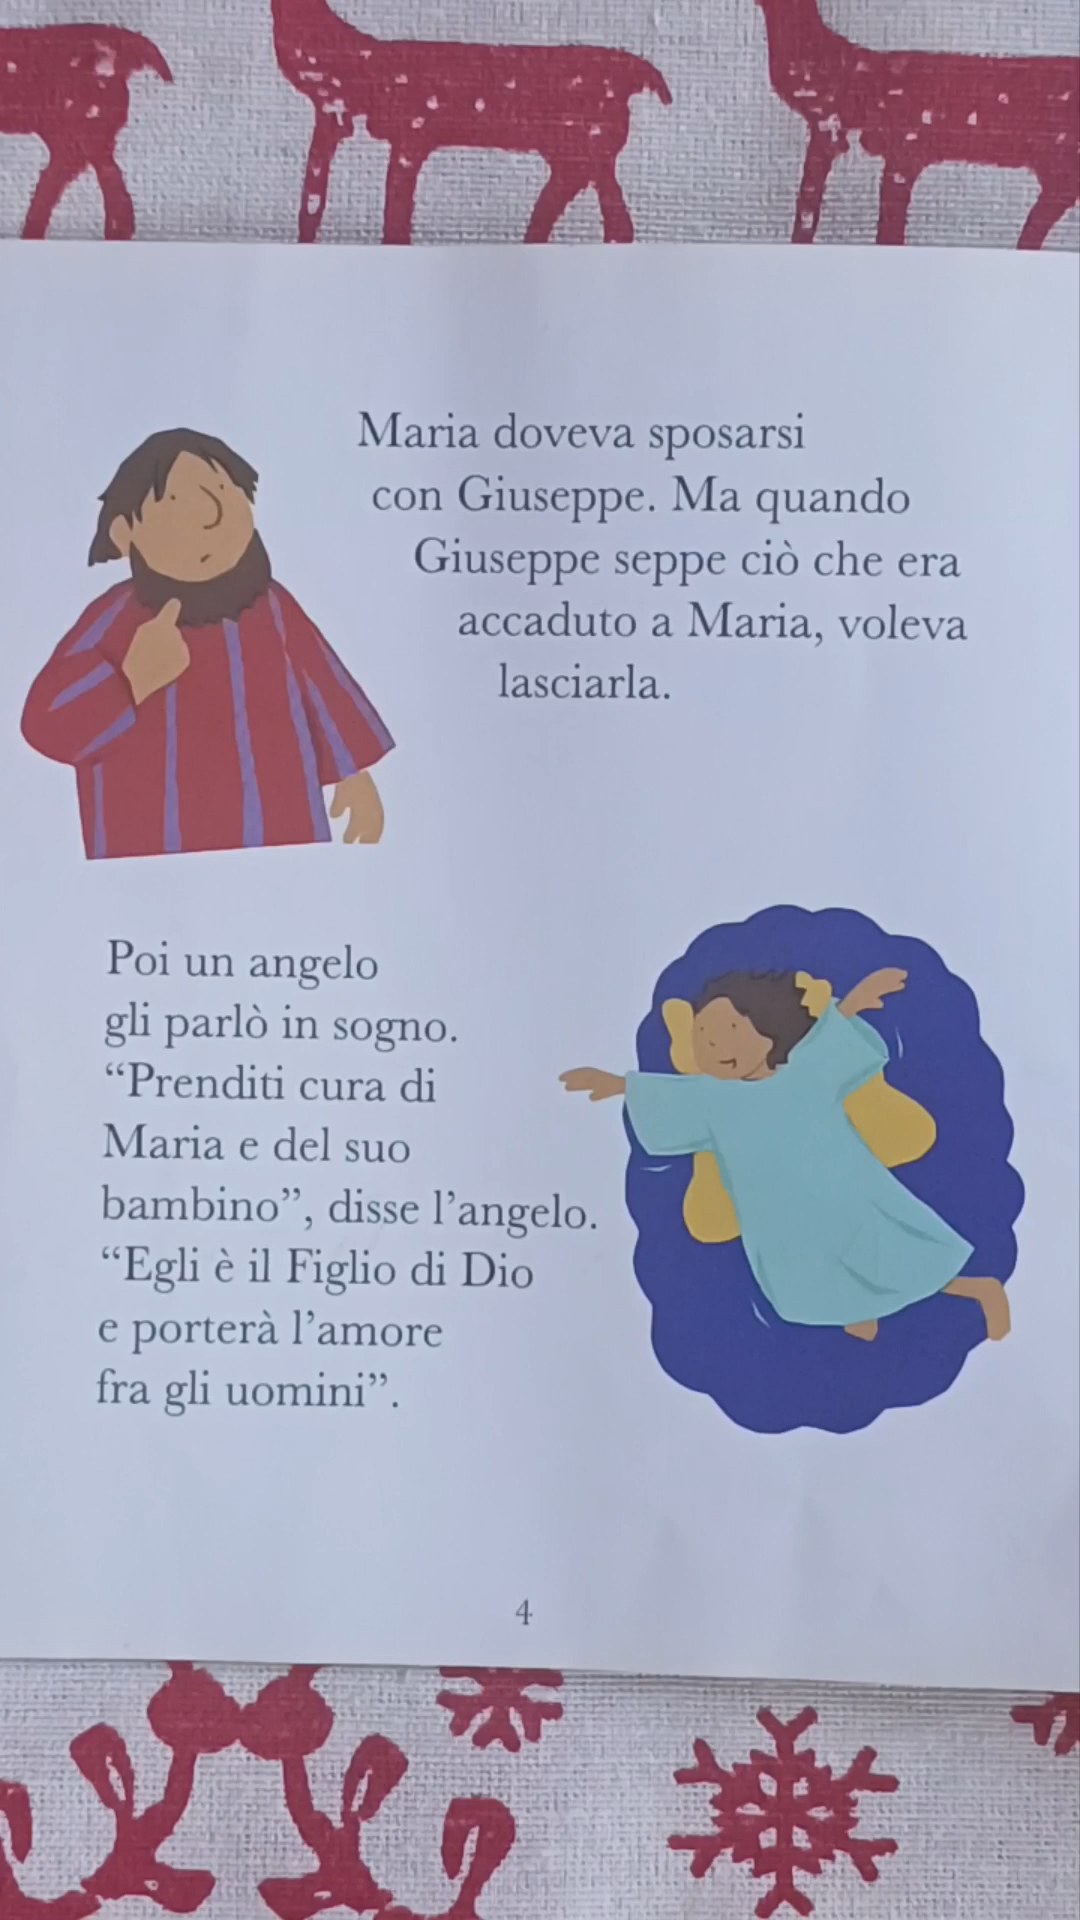 Maria doveva sposarsi
con Giuseppe. Ma quando
Giuseppe seppe ciò che era
accaduto a Maria, voleva
lasciarla.
Poi un angelo
gli parlò in sogno.
“Prenditi cura di
Maria e del suo
bambino”, disse l’angelo.
“Egli è il Figlio di Dio
e porterà l’amore
fra gli uomini”.
4